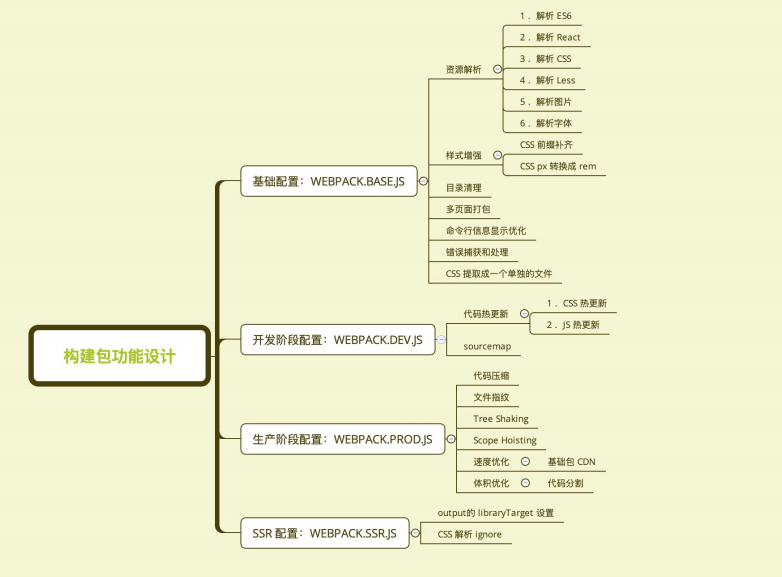 构建包功能设计
基础配置：WEBPACK.BASE.JS
资源解析
1． 解析 ES6
2． 解析 React
3． 解析 CSS
4． 解析 Less
5． 解析图片
6． 解析字体
样式增强
CSS 前缀补齐
CSS px 转换成 rem
目录清理
多页面打包
命令行信息显示优化
错误捕获和处理
CSS 提取成一个单独的文件
开发阶段配置：WEBPACK.DEV.JS
代码热更新
1． CSS 热更新
2． JS 热更新
sourcemap
生产阶段配置：WEBPACK.PROD.JS
代码压缩
文件指纹
Tree Shaking
Scope Hoisting
速度优化
基础包 CDN
体积优化
代码分割
SSR 配置：WEBPACK.SSR.JS
output的 libraryTarget 设置
CSS 解析 ignore